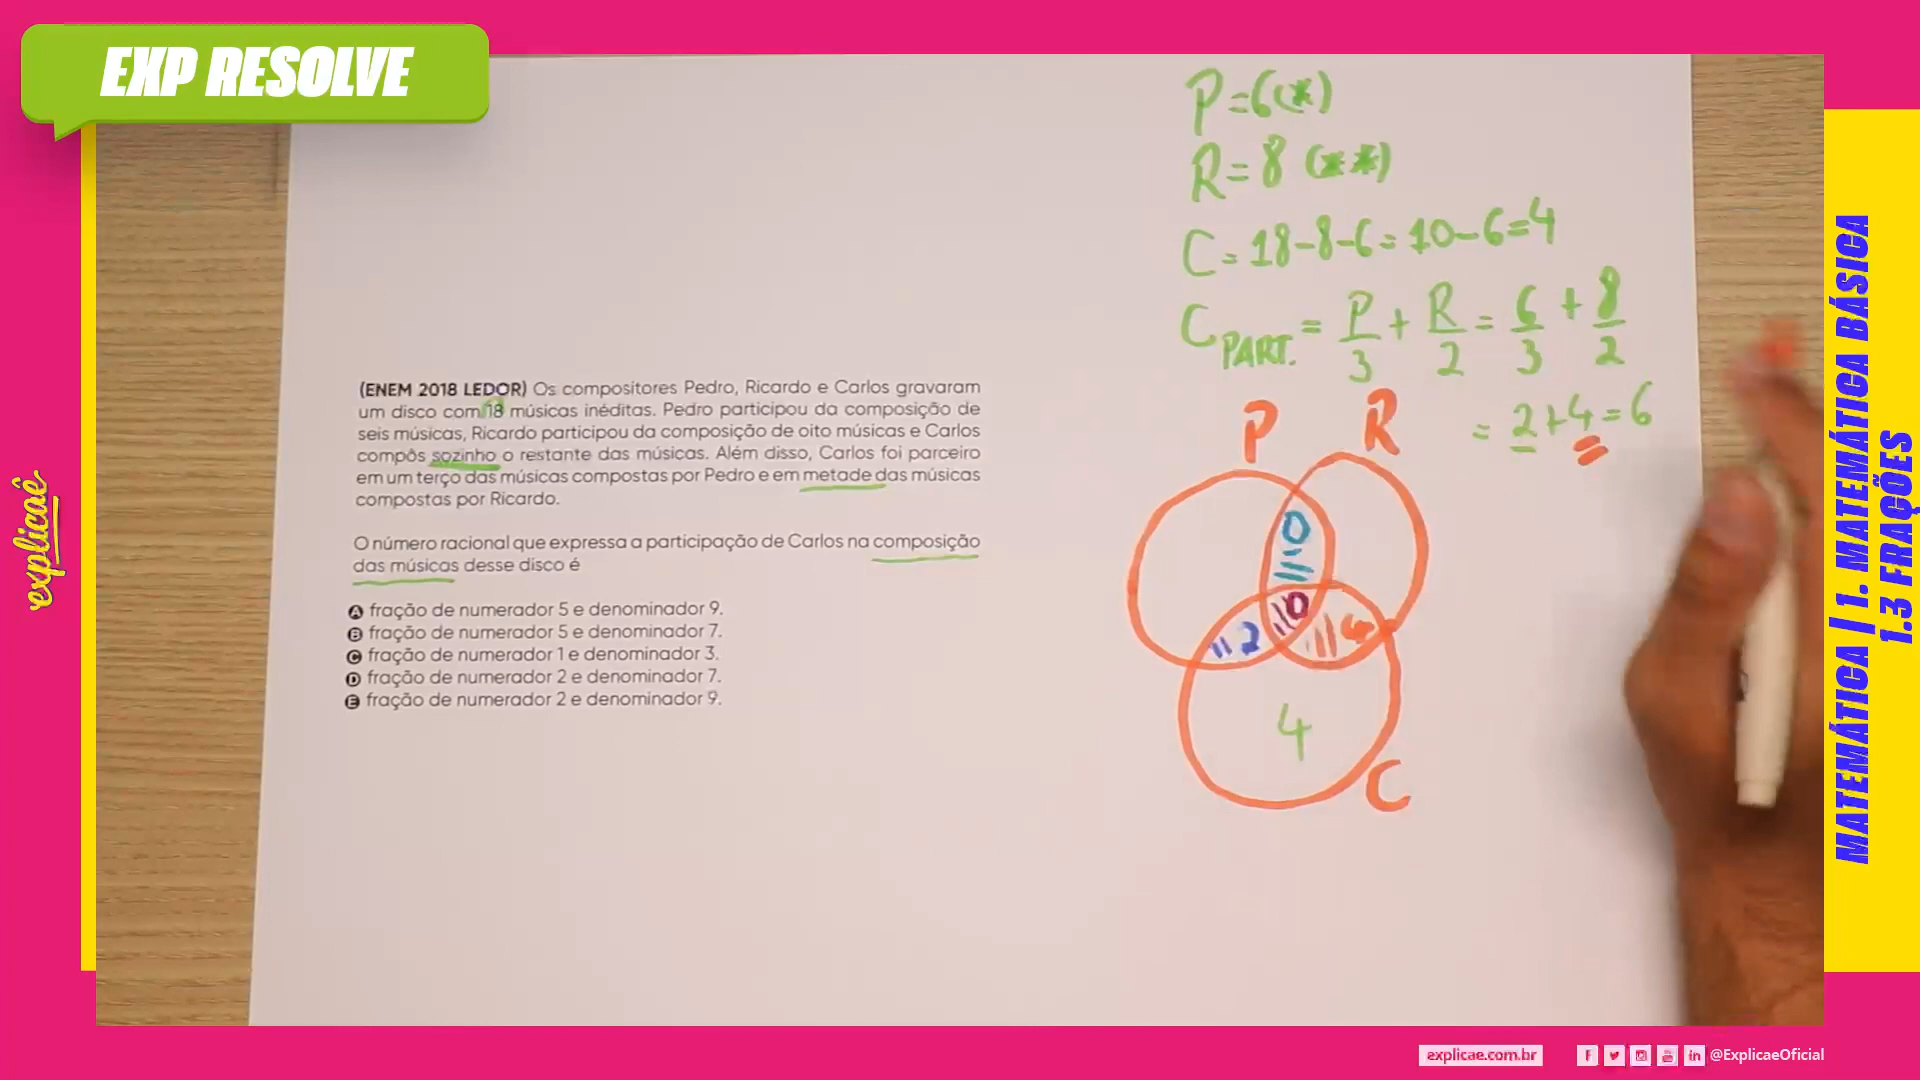 EXP RESOLVE
explicaê
P=6(*)
R=8(**)
C=18-8-6=10-6=4
C PART. = P/3 + R/2 = 6/3 + 8/2
= 2+4=6
(ENEM 2018 LEDOR) Os compositores Pedro, Ricardo e Carlos gravaram
um disco com 18 músicas inéditas. Pedro participou da composição de
seis músicas, Ricardo participou da composição de oito músicas e Carlos
compôs sozinho o restante das músicas. Além disso, Carlos foi parceiro
em um terço das músicas compostas por Pedro e em metade das músicas
compostas por Ricardo.
O número racional que expressa a participação de Carlos na composição
das músicas desse disco é
A fração de numerador 5 e denominador 9.
B fração de numerador 5 e denominador 7.
C fração de numerador 1 e denominador 3.
D fração de numerador 2 e denominador 7.
E fração de numerador 2 e denominador 9.
P R
0
0
2 4
4
C
MATEMÁTICA | 1. MATEMÁTICA BÁSICA
1.3 FRAÇÕES
explicae.com.br
@ExplicaeOficial